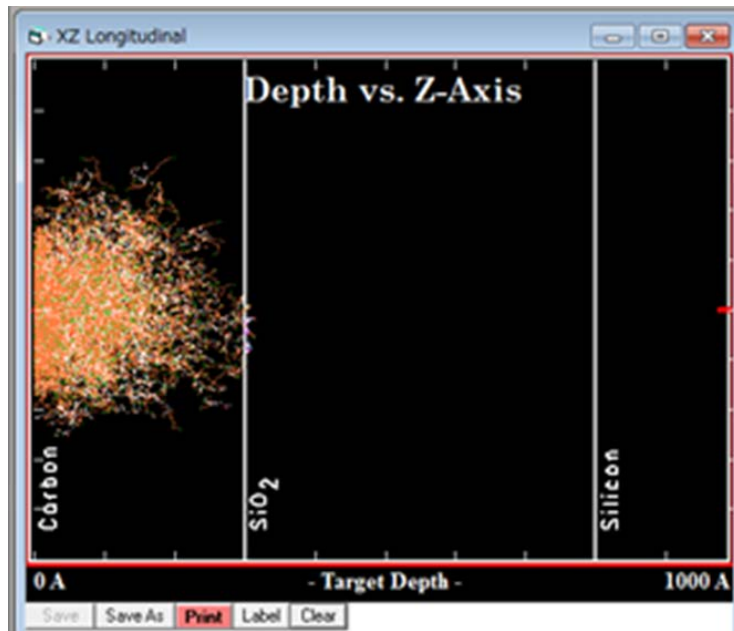 XZ Longitudinal
Depth vs. Z-Axis
Carbon
SiO₂
Silicon
0 A - Target Depth - 1000 A
Save Save As Print Label Clear